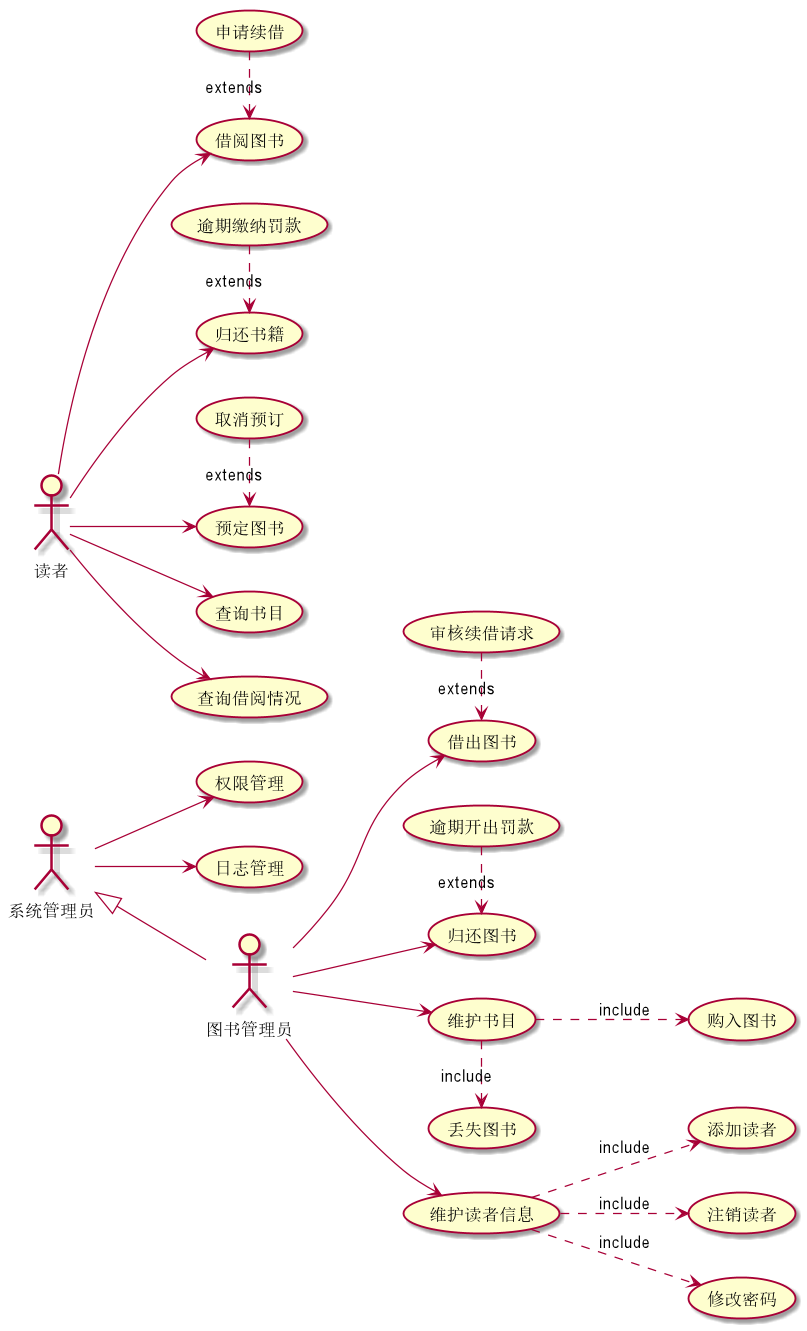 申请续借
extends
借阅图书
逾期缴纳罚款
extends
归还书籍
取消预订
extends
预定图书
读者
查询书目
查询借阅情况
审核续借请求
extends
借出图书
权限管理
逾期开出罚款
日志管理
extends
系统管理员
归还图书
图书管理员
维护书目
include
购入图书
include
丢失图书
添加读者
include
维护读者信息
include
注销读者
include
修改密码